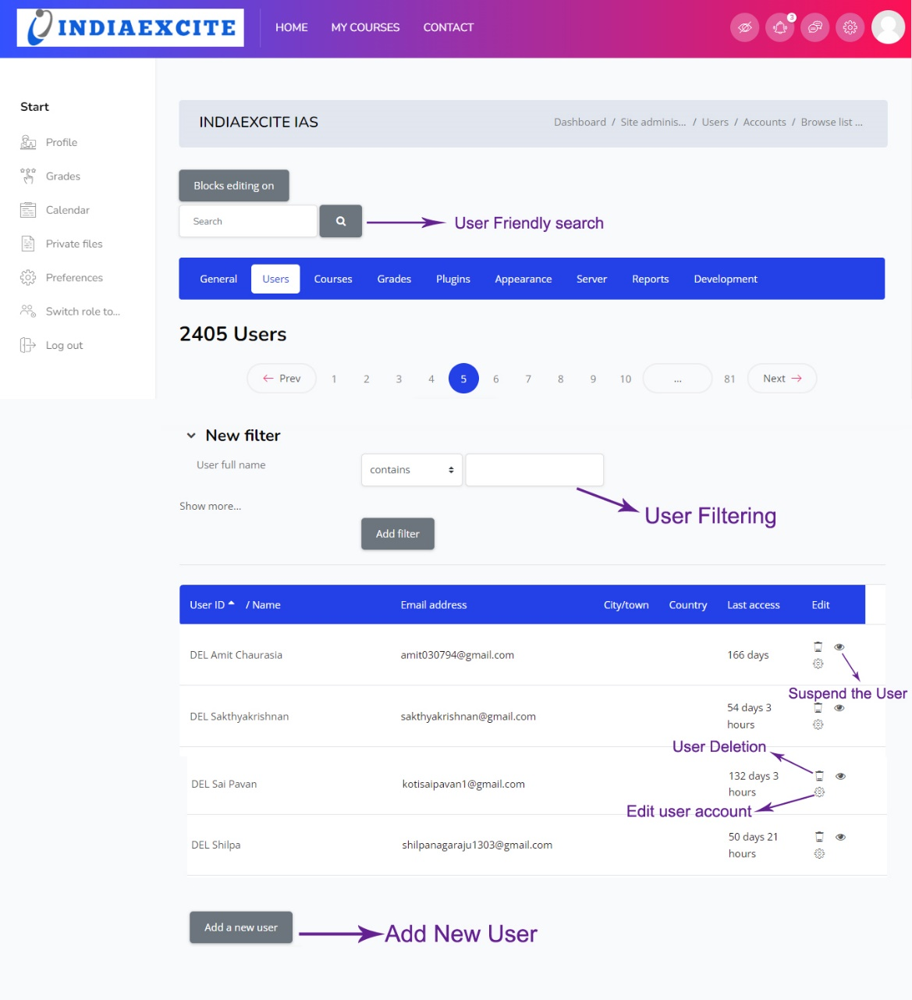 INDIAEXCITE
HOME MY COURSES CONTACT
3
Start
Profile
Grades
Calendar
Private files
Preferences
Switch role to...
Log out
INDIAEXCITE IAS
Dashboard / Site adminis... / Users / Accounts / Browse list ...
Blocks editing on
Search
User Friendly search
General Users Courses Grades Plugins Appearance Server Reports Development
2405 Users
← Prev 1 2 3 4 5 6 7 8 9 10 ... 81 Next →
New filter
User full name contains
Show more...
User Filtering
Add filter
User ID / Name Email address City/town Country Last access Edit
DEL Amit Chaurasia amit030794@gmail.com 166 days
Suspend the User
DEL Sakthyakrishnan sakthyakrishnan@gmail.com 54 days 3
hours
User Deletion
DEL Sai Pavan kotisaipavan1@gmail.com 132 days 3
hours
Edit user account
DEL Shilpa shilpanagaraju1303@gmail.com 50 days 21
hours
Add a new user
Add New User